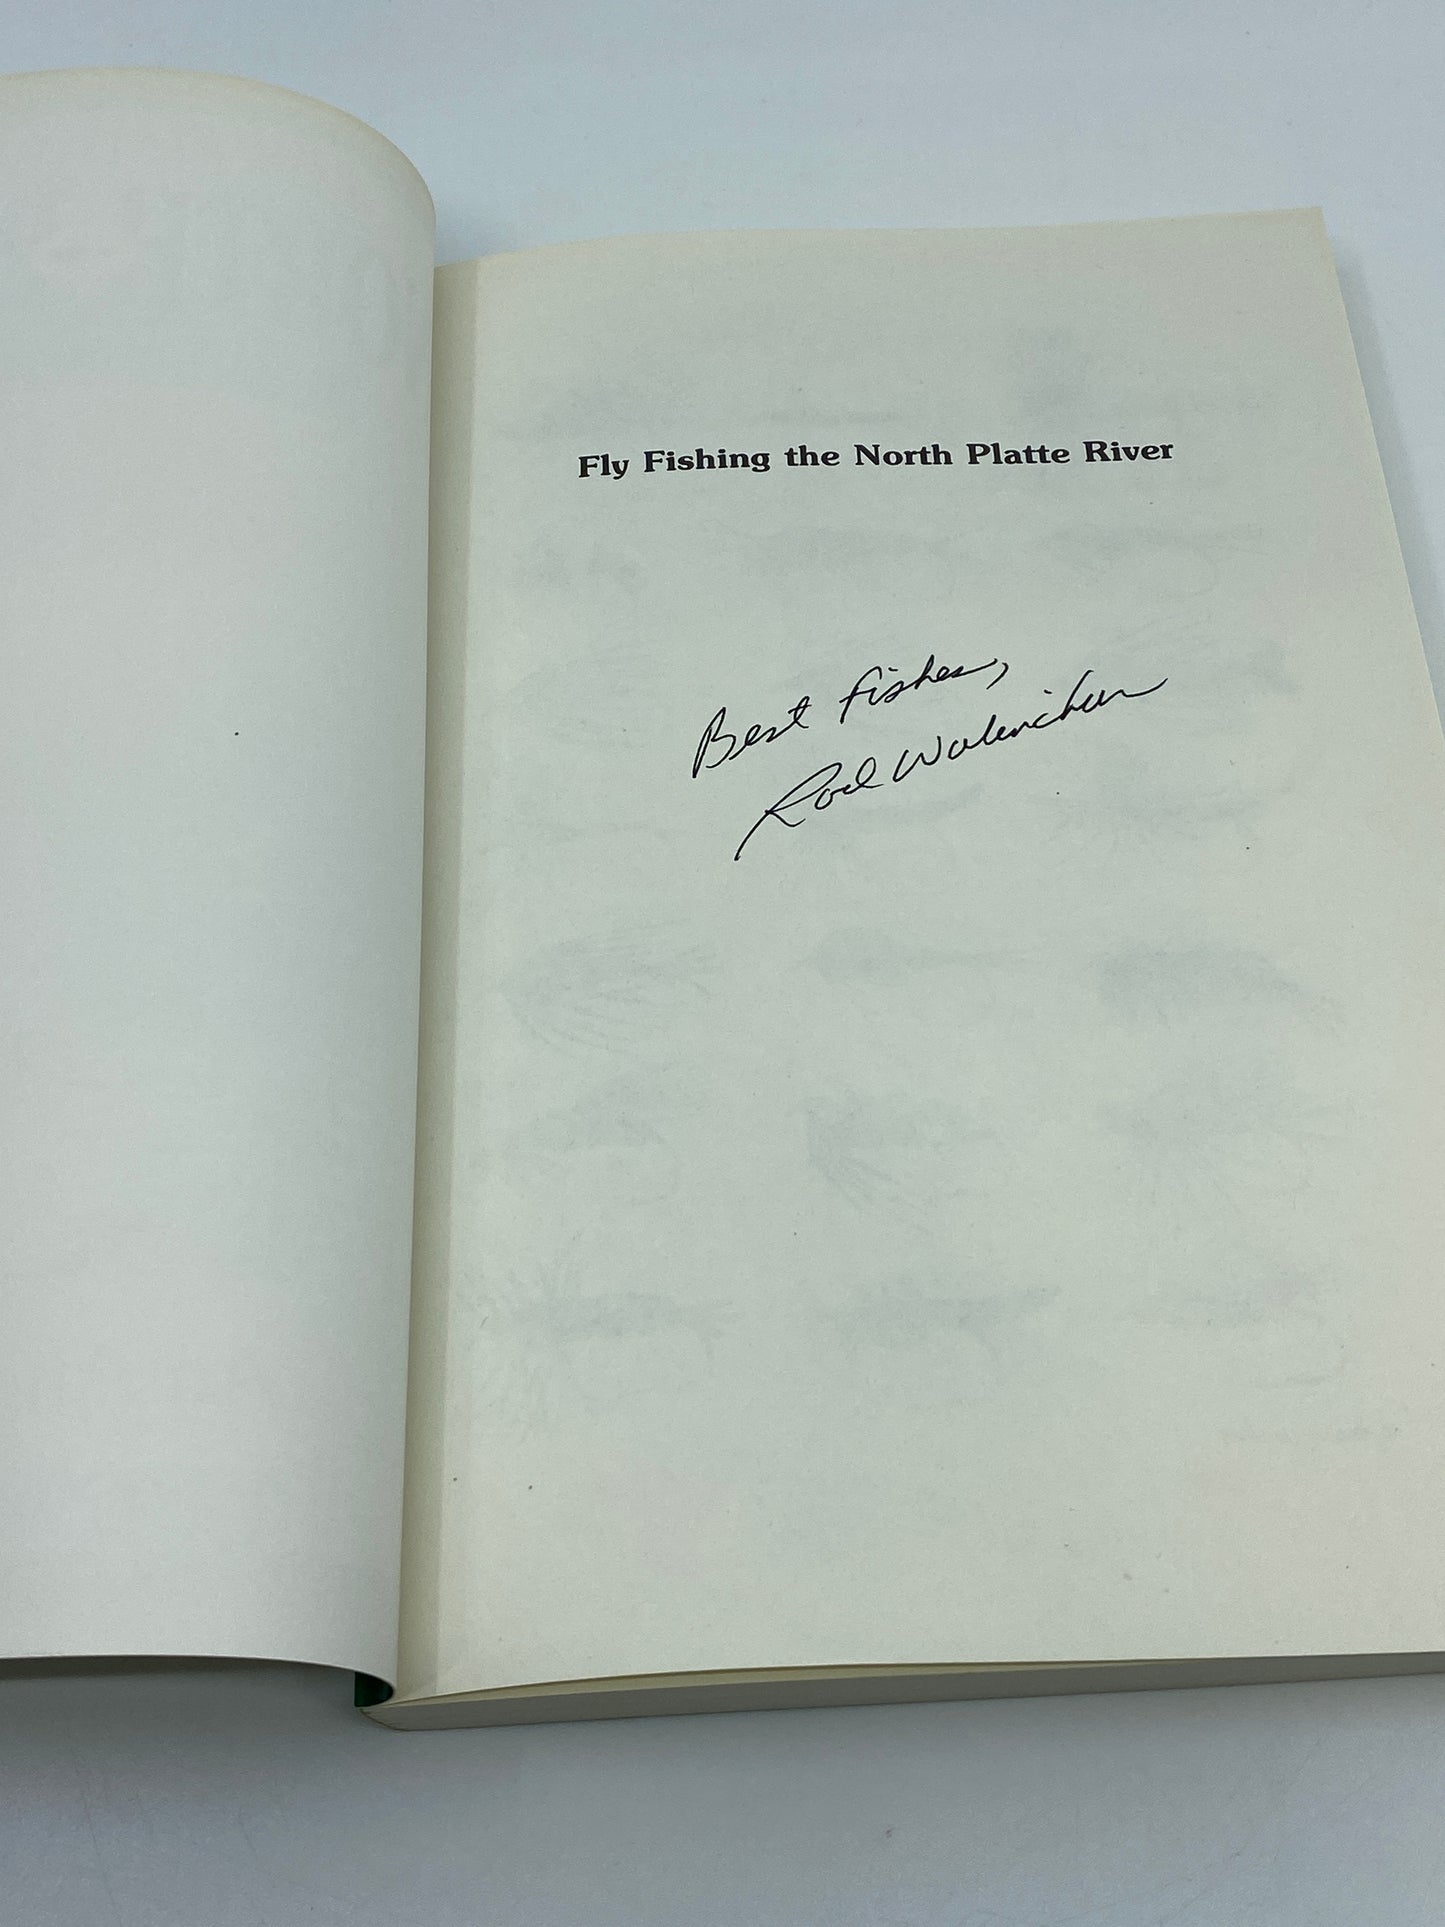 Fly Fishing the North Platte River
Best Fishes,
Rod Walinchus